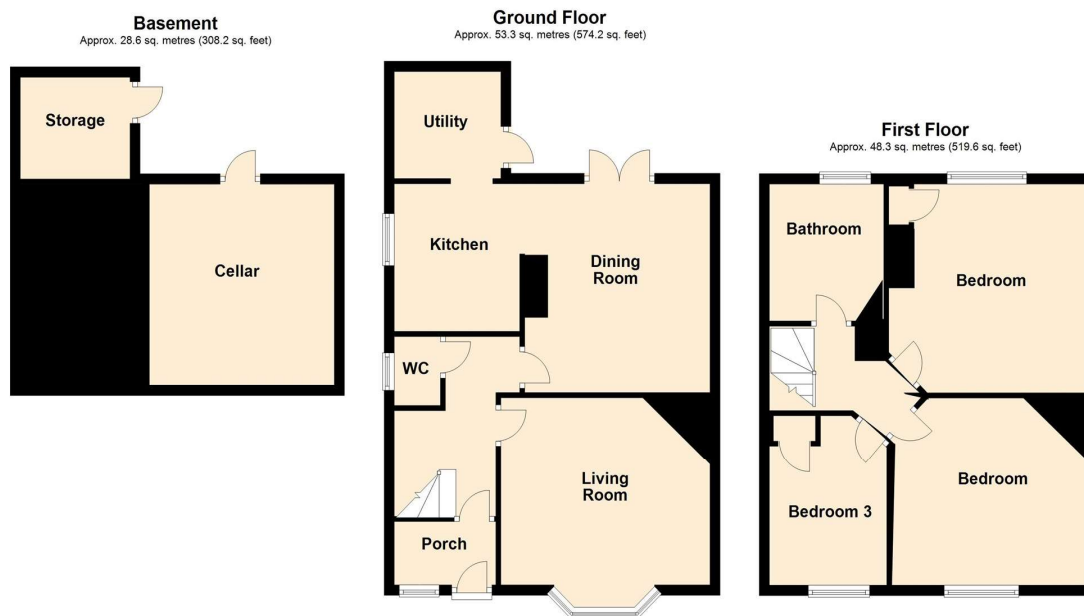 Basement
Approx. 28.6 sq. metres (308.2 sq. feet)
Storage
Cellar
Ground Floor
Approx. 53.3 sq. metres (574.2 sq. feet)
Utility
Kitchen
Dining
Room
WC
Living
Room
Porch
First Floor
Approx. 48.3 sq. metres (519.6 sq. feet)
Bathroom
Bedroom
Bedroom
Bedroom 3